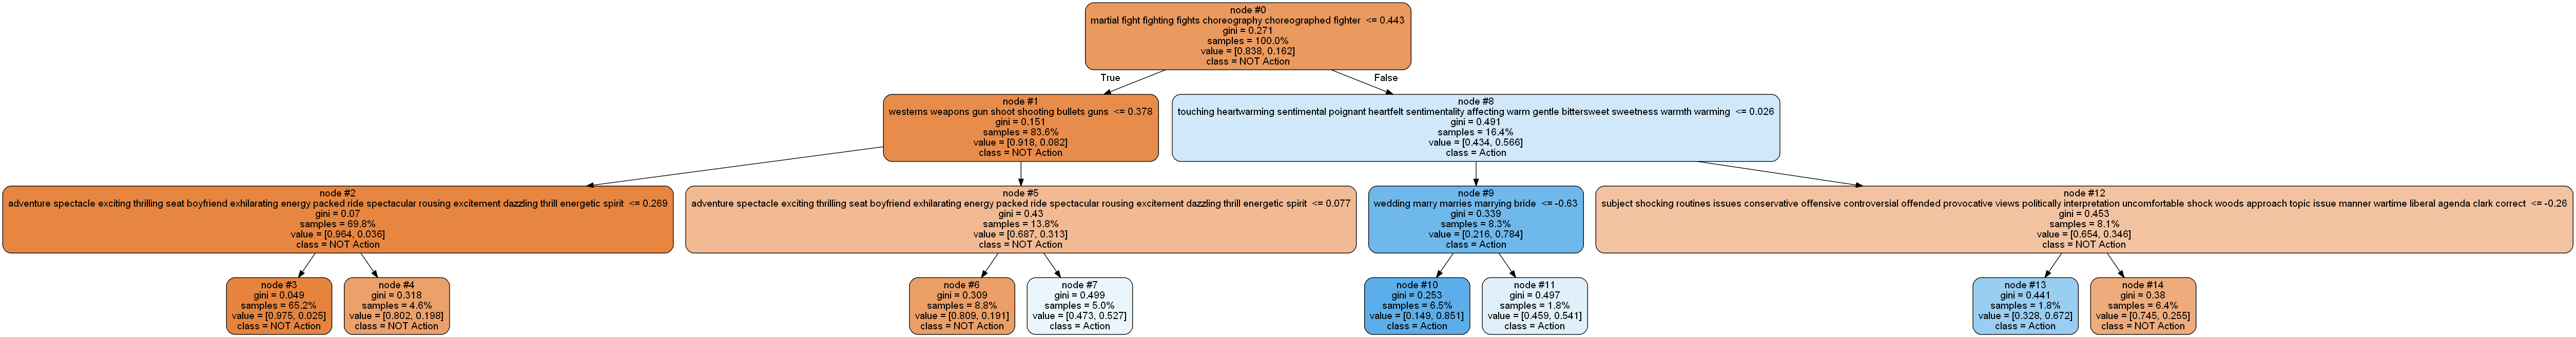 node #0
martial fight fighting fights choreography choreographed fighter <= 0.443
gini = 0.271
samples = 100.0%
value = [0.838, 0.162]
class = NOT Action
True
False
node #1
westerns weapons gun shoot shooting bullets guns <= 0.378
gini = 0.151
samples = 83.6%
value = [0.918, 0.082]
class = NOT Action
node #8
touching heartwarming sentimental poignant heartfelt sentimentality affecting warm gentle bittersweet sweetness warmth warming <= 0.026
gini = 0.491
samples = 16.4%
value = [0.434, 0.566]
class = Action
node #2
adventure spectacle exciting thrilling seat boyfriend exhilarating energy packed ride spectacular rousing excitement dazzling thrill energetic spirit <= 0.269
gini = 0.07
samples = 69.8%
value = [0.964, 0.036]
class = NOT Action
node #5
adventure spectacle exciting thrilling seat boyfriend exhilarating energy packed ride spectacular rousing excitement dazzling thrill energetic spirit <= 0.077
gini = 0.43
samples = 13.8%
value = [0.687, 0.313]
class = NOT Action
node #9
wedding marry marries marrying bride <= -0.63
gini = 0.339
samples = 8.3%
value = [0.216, 0.784]
class = Action
node #12
subject shocking routines issues conservative offensive controversial offended provocative views politically interpretation uncomfortable shock woods approach topic issue manner wartime liberal agenda clark correct <= -0.26
gini = 0.453
samples = 8.1%
value = [0.654, 0.346]
class = NOT Action
node #3
gini = 0.049
samples = 65.2%
value = [0.975, 0.025]
class = NOT Action
node #4
gini = 0.318
samples = 4.6%
value = [0.802, 0.198]
class = NOT Action
node #6
gini = 0.309
samples = 8.8%
value = [0.809, 0.191]
class = NOT Action
node #7
gini = 0.499
samples = 5.0%
value = [0.473, 0.527]
class = Action
node #10
gini = 0.253
samples = 6.5%
value = [0.149, 0.851]
class = Action
node #11
gini = 0.497
samples = 1.8%
value = [0.459, 0.541]
class = Action
node #13
gini = 0.441
samples = 1.8%
value = [0.328, 0.672]
class = Action
node #14
gini = 0.38
samples = 6.4%
value = [0.745, 0.255]
class = NOT Action